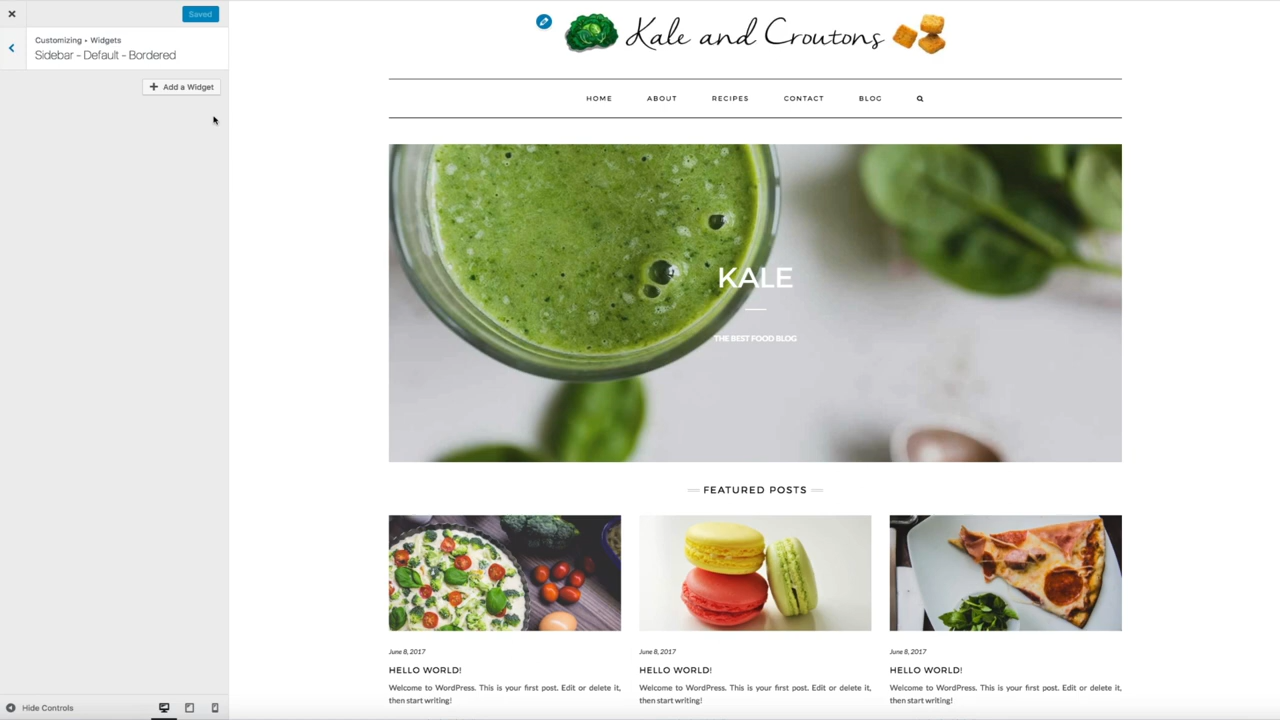 Saved
Customizing • Widgets
Sidebar - Default - Bordered
Add a Widget
Hide Controls
Kale and Croutons
HOME ABOUT RECIPES CONTACT BLOG
KALE
THE BEST FOOD BLOG
FEATURED POSTS
June 8, 2017
HELLO WORLD!
Welcome to WordPress. This is your first post. Edit or delete it,
then start writing!
June 8, 2017
HELLO WORLD!
Welcome to WordPress. This is your first post. Edit or delete it,
then start writing!
June 8, 2017
HELLO WORLD!
Welcome to WordPress. This is your first post. Edit or delete it,
then start writing!